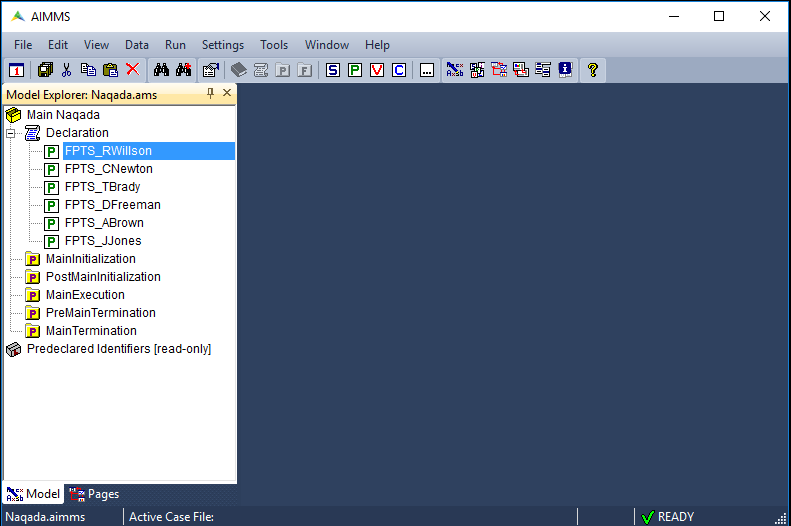 AIMMS
File Edit View Data Run Settings Tools Window Help
1 S P V C ... ?
Model Explorer: Naqada.ams
Main Naqada
Declaration
P FPTS_RWillson
P FPTS_CNewton
P FPTS_TBrady
P FPTS_DFreeman
P FPTS_ABrown
P FPTS_JJones
P MainInitialization
P PostMainInitialization
P MainExecution
P PreMainTermination
P MainTermination
Predeclared Identifiers [read-only]
Model Pages
Naqada.aimms Active Case File: READY